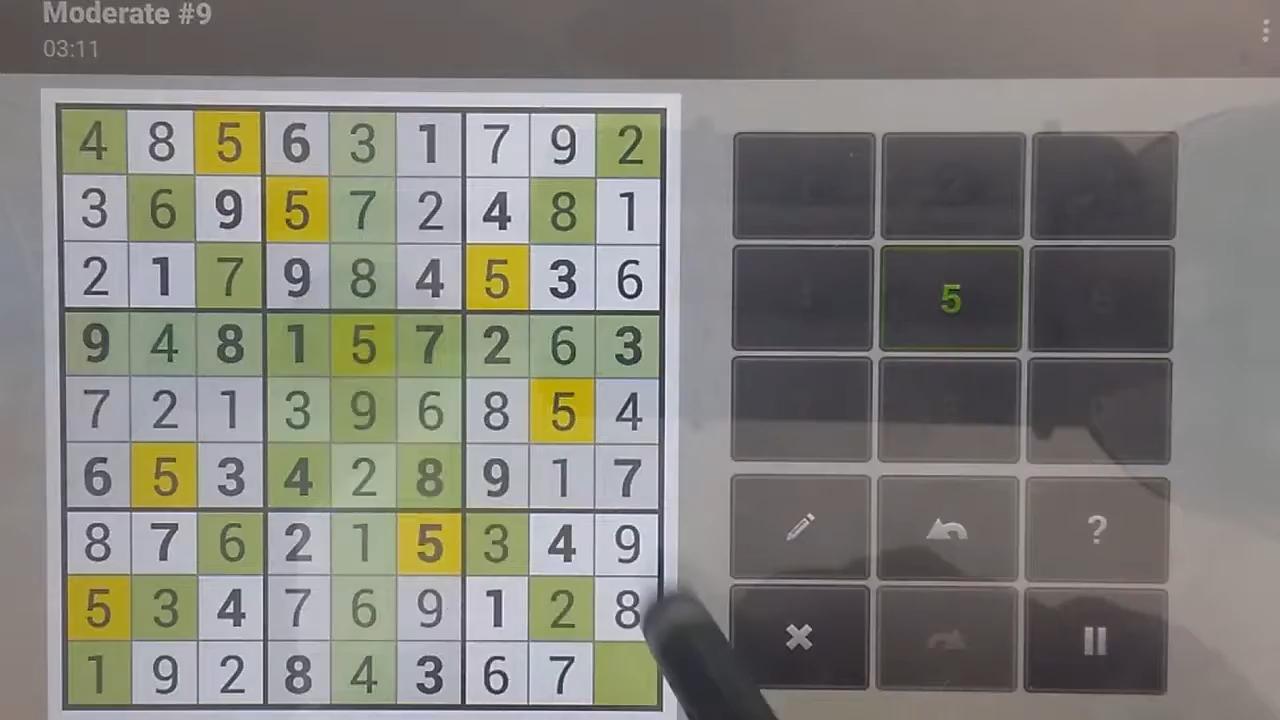 Moderate #9
03:11
4 8 5 6 3 1 7 9 2
3 6 9 5 7 2 4 8 1
2 1 7 9 8 4 5 3 6
9 4 8 1 5 7 2 6 3
7 2 1 3 9 6 8 5 4
6 5 3 4 2 8 9 1 7
8 7 6 2 1 5 3 4 9
5 3 4 7 6 9 1 2 8
1 9 2 8 4 3 6 7
5
?